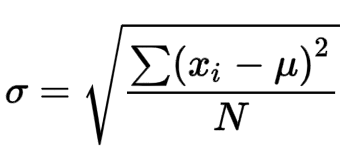 σ = √(∑(xᵢ − μ)² / N)